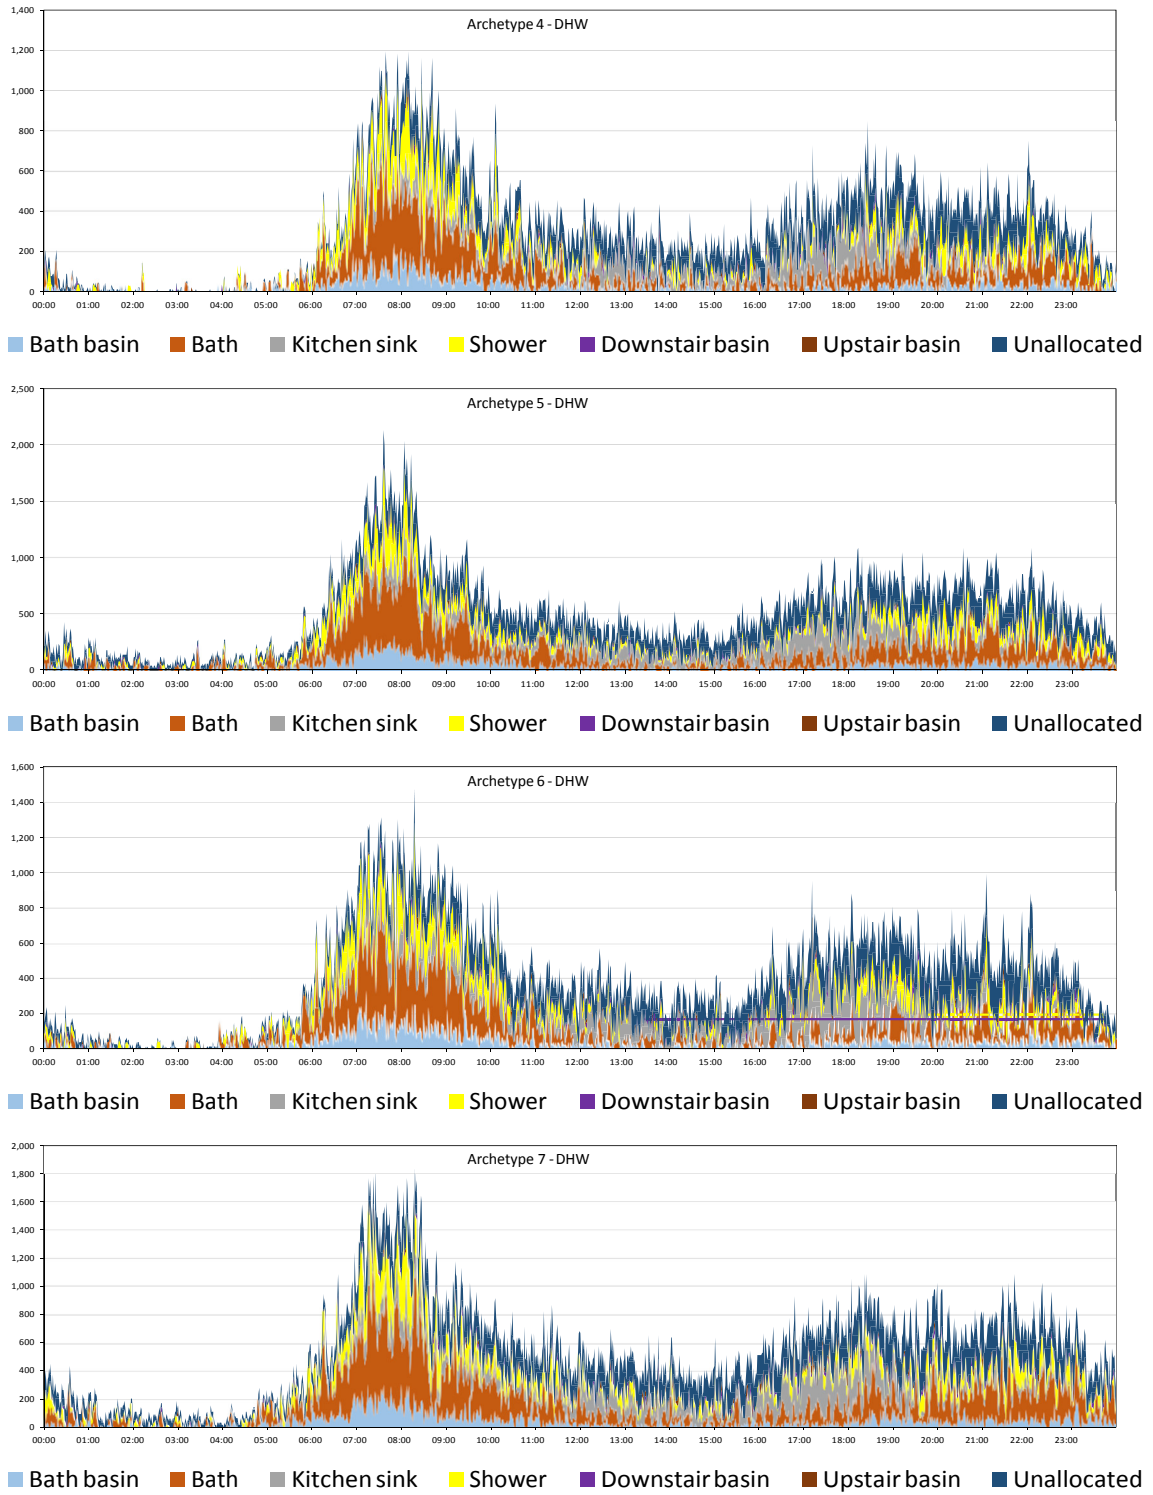 Archetype 4 - DHW
1,400
1,200
1,000
800
600
400
200
0
00:00 01:00 02:00 03:00 04:00 05:00 06:00 07:00 08:00 09:00 10:00 11:00 12:00 13:00 14:00 15:00 16:00 17:00 18:00 19:00 20:00 21:00 22:00 23:00
Bath basin Bath Kitchen sink Shower Downstair basin Upstair basin Unallocated
Archetype 5 - DHW
2,500
2,000
1,500
1,000
500
0
00:00 01:00 02:00 03:00 04:00 05:00 06:00 07:00 08:00 09:00 10:00 11:00 12:00 13:00 14:00 15:00 16:00 17:00 18:00 19:00 20:00 21:00 22:00 23:00
Bath basin Bath Kitchen sink Shower Downstair basin Upstair basin Unallocated
Archetype 6 - DHW
1,600
1,400
1,200
1,000
800
600
400
200
0
00:00 01:00 02:00 03:00 04:00 05:00 06:00 07:00 08:00 09:00 10:00 11:00 12:00 13:00 14:00 15:00 16:00 17:00 18:00 19:00 20:00 21:00 22:00 23:00
Bath basin Bath Kitchen sink Shower Downstair basin Upstair basin Unallocated
Archetype 7 - DHW
2,000
1,800
1,600
1,400
1,200
1,000
800
600
400
200
0
00:00 01:00 02:00 03:00 04:00 05:00 06:00 07:00 08:00 09:00 10:00 11:00 12:00 13:00 14:00 15:00 16:00 17:00 18:00 19:00 20:00 21:00 22:00 23:00
Bath basin Bath Kitchen sink Shower Downstair basin Upstair basin Unallocated